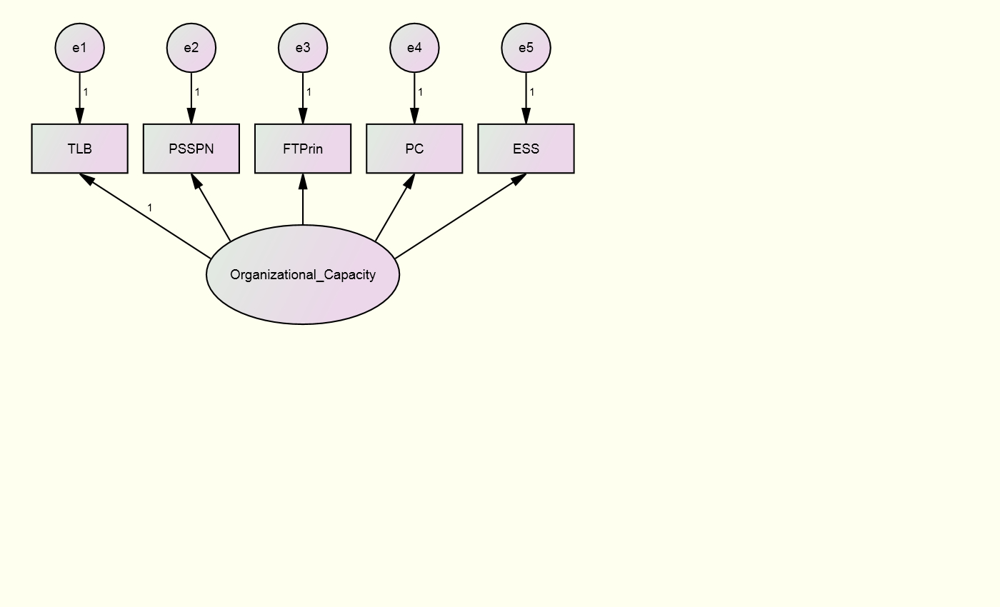 e1 e2 e3 e4 e5
1 1 1 1 1
TLB PSSPN FTPrin PC ESS
1
Organizational_Capacity